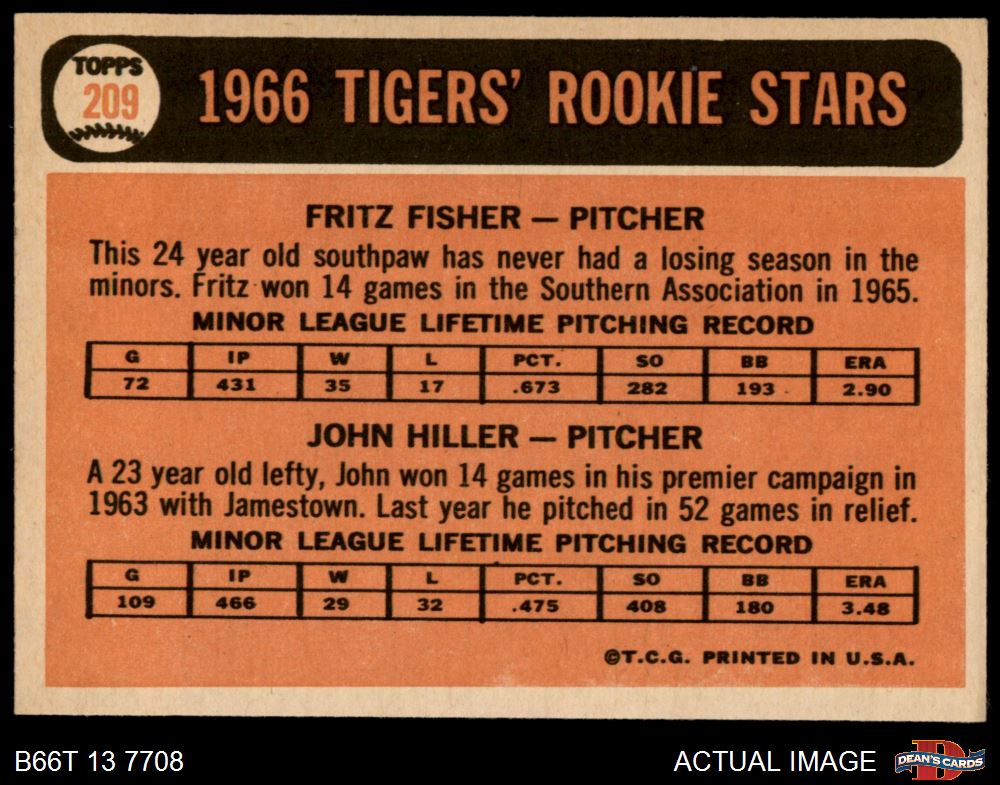 TOPPS
209
1966 TIGERS' ROOKIE STARS
FRITZ FISHER — PITCHER
This 24 year old southpaw has never had a losing season in the
minors. Fritz won 14 games in the Southern Association in 1965.
MINOR LEAGUE LIFETIME PITCHING RECORD
G IP W L PCT. SO BB ERA
72 431 35 17 .673 282 193 2.90
JOHN HILLER — PITCHER
A 23 year old lefty, John won 14 games in his premier campaign in
1963 with Jamestown. Last year he pitched in 52 games in relief.
MINOR LEAGUE LIFETIME PITCHING RECORD
G IP W L PCT. SO BB ERA
109 466 29 32 .475 408 180 3.48
©T.C.G. PRINTED IN U.S.A.
B66T 13 7708 ACTUAL IMAGE D DEAN'S CARDS